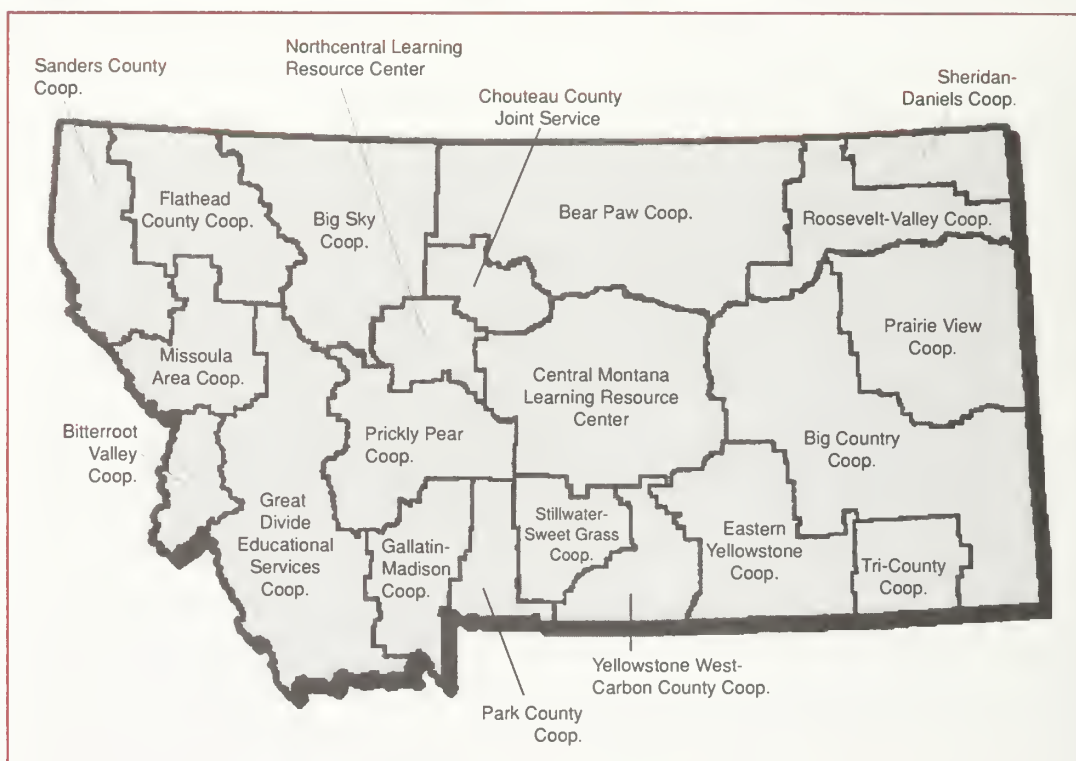 Northcentral Learning
Resource Center
Sanders County
Coop.
Chouteau County
Joint Service
Sheridan-
Daniels Coop.
Flathead
County Coop.
Big Sky
Coop.
Bear Paw Coop.
Roosevelt-Valley Coop.
Prairie View
Coop.
Missoula
Area Coop.
Central Montana
Learning Resource
Center
Bitterroot
Valley
Coop.
Prickly Pear
Coop.
Big Country
Coop.
Great
Divide
Educational
Services
Coop.
Gallatin-
Madison
Coop.
Stillwater-
Sweet Grass
Coop.
Eastern
Yellowstone
Coop.
Tri-County
Coop.
Yellowstone West-
Carbon County Coop.
Park County
Coop.